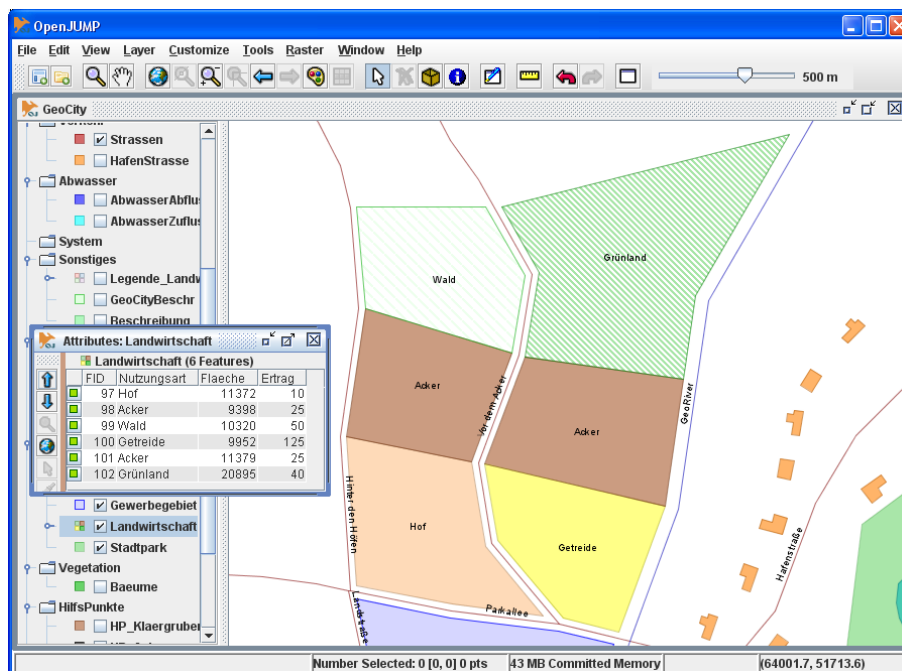 OpenJUMP
File Edit View Layer Customize Tools Raster Window Help
500 m
GeoCity
Strassen
HafenStrasse
Abwasser
AbwasserAbflus
AbwasserZuflus
System
Sonstiges
Legende_Landw
GeoCityBeschr
Beschreibung
Attributes: Landwirtschaft
Landwirtschaft (6 Features)
FID Nutzungsart Flaeche Ertrag
97 Hof 11372 10
98 Acker 9398 25
99 Wald 10320 50
100 Getreide 9952 125
101 Acker 11379 25
102 Grünland 20895 40
Gewerbegebiet
Landwirtschaft
Stadtpark
Vegetation
Baeume
HilfsPunkte
HP_Klaergruben
Wald
Grünland
Acker
Vor dem Acker
Acker
GeoRiver
Hinter den Höfen
Hof
Getreide
Hafenstraße
Parkallee
Landstraße
Number Selected: 0 [0, 0] 0 pts
43 MB Committed Memory
(64001.7, 51713.6)